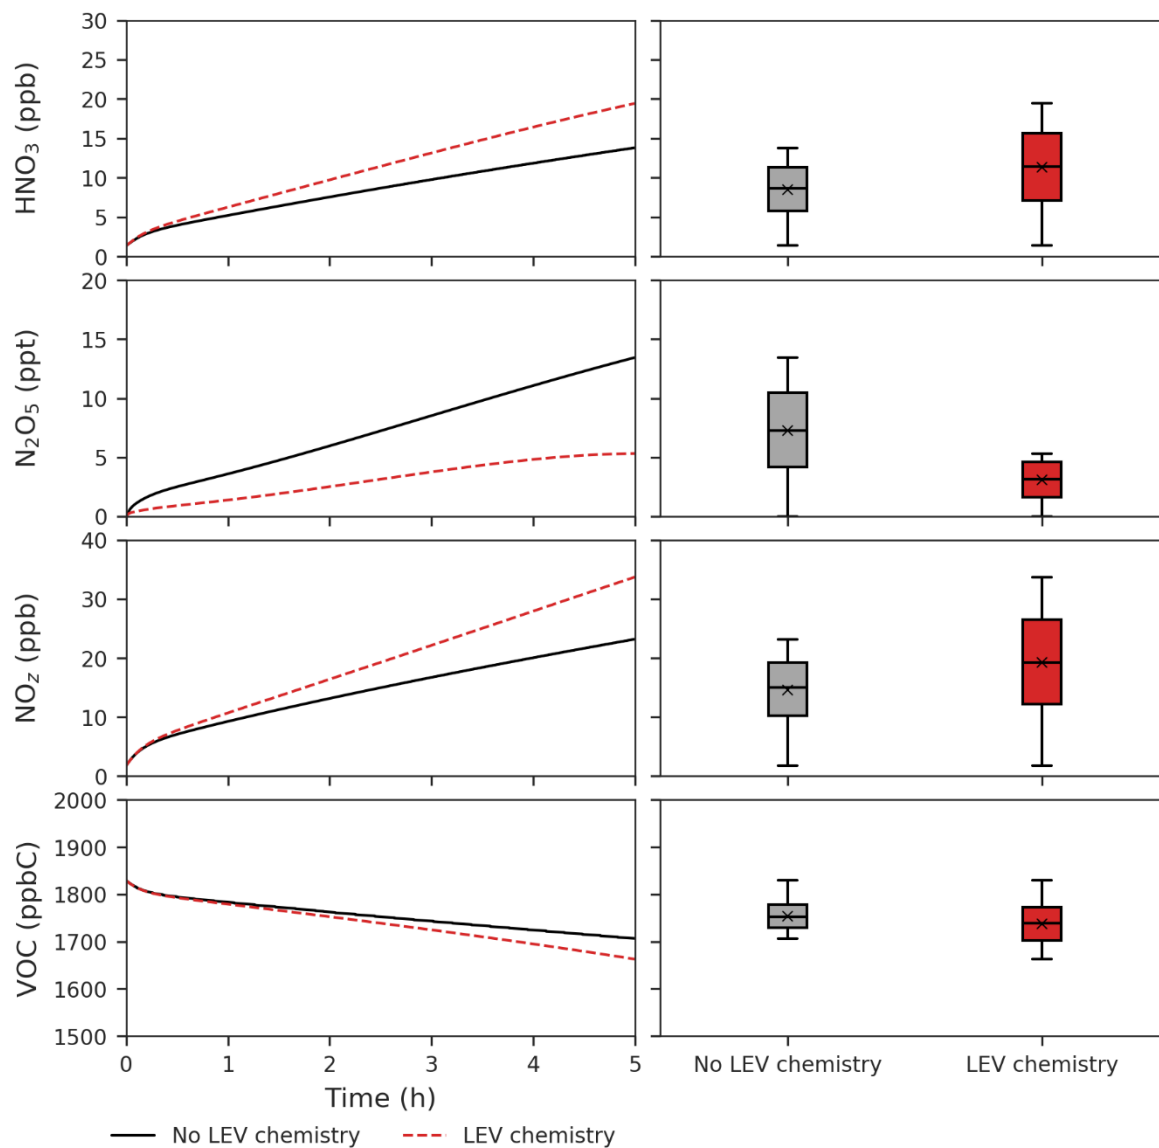 HNO₃ (ppb)
30
25
20
15
10
5
0
N₂O₅ (ppt)
20
15
10
5
0
NO_z (ppb)
40
30
20
10
0
VOC (ppbC)
2000
1900
1800
1700
1600
1500
0 1 2 3 4 5
Time (h)
No LEV chemistry LEV chemistry
No LEV chemistry LEV chemistry